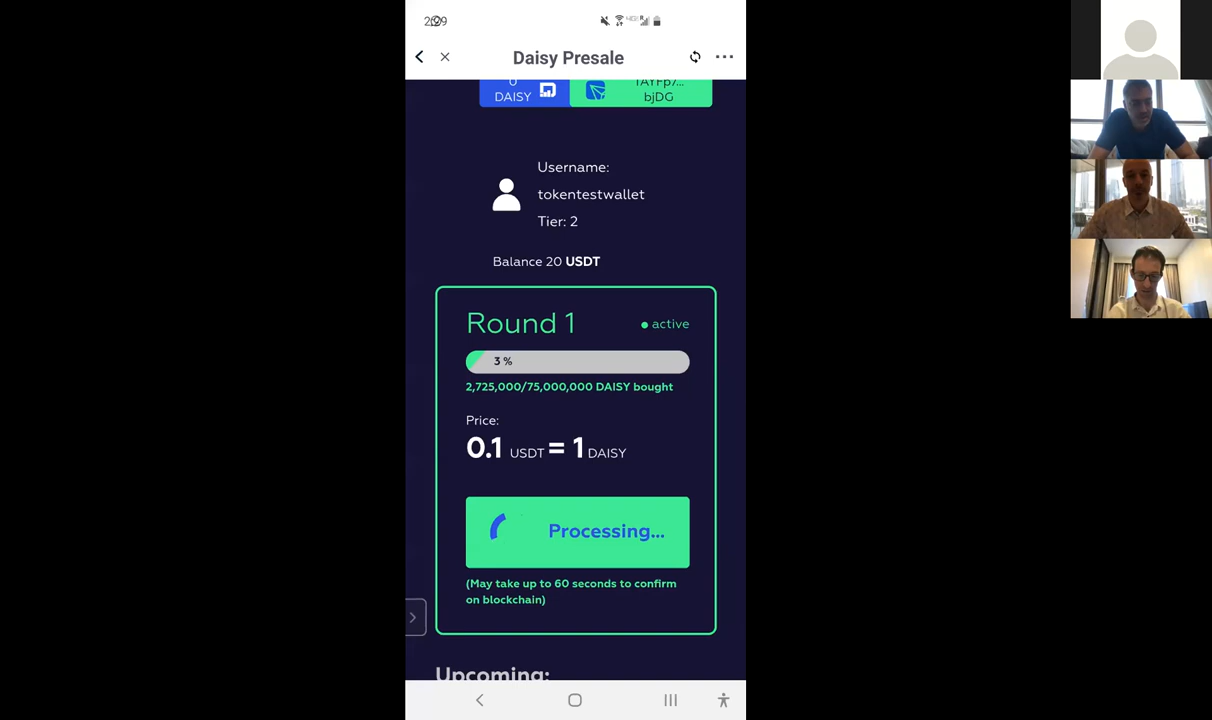 Daisy Presale
DAISY
bjDG
Username:
tokentestwallet
Tier: 2
Balance 20 USDT
Round 1
active
3 %
2,725,000/75,000,000 DAISY bought
Price:
0.1 USDT = 1 DAISY
Processing...
(May take up to 60 seconds to confirm
on blockchain)
Upcoming: